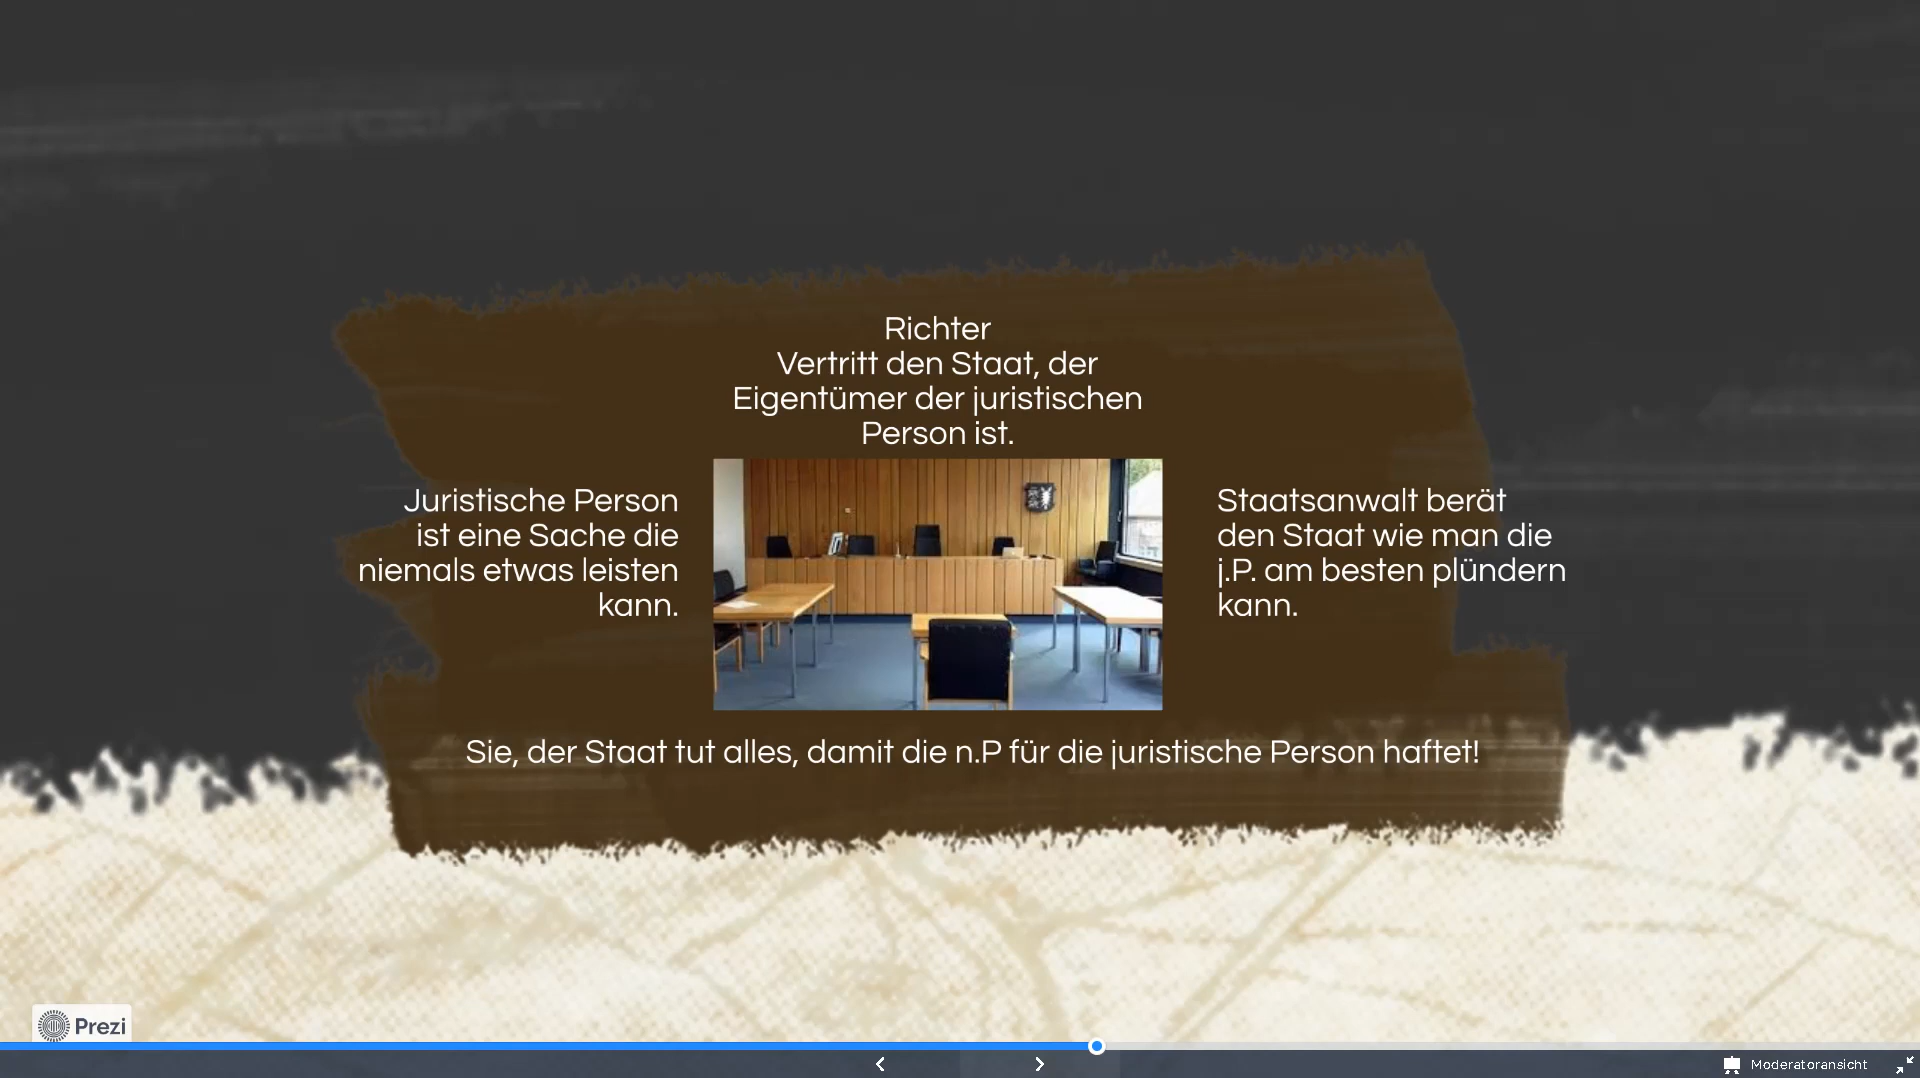 Richter
Vertritt den Staat, der
Eigentümer der juristischen
Person ist.
Juristische Person
ist eine Sache die
niemals etwas leisten
kann.
Staatsanwalt berät
den Staat wie man die
j.P. am besten plündern
kann.
Sie, der Staat tut alles, damit die n.P für die juristische Person haftet!
Prezi
Moderatoransicht